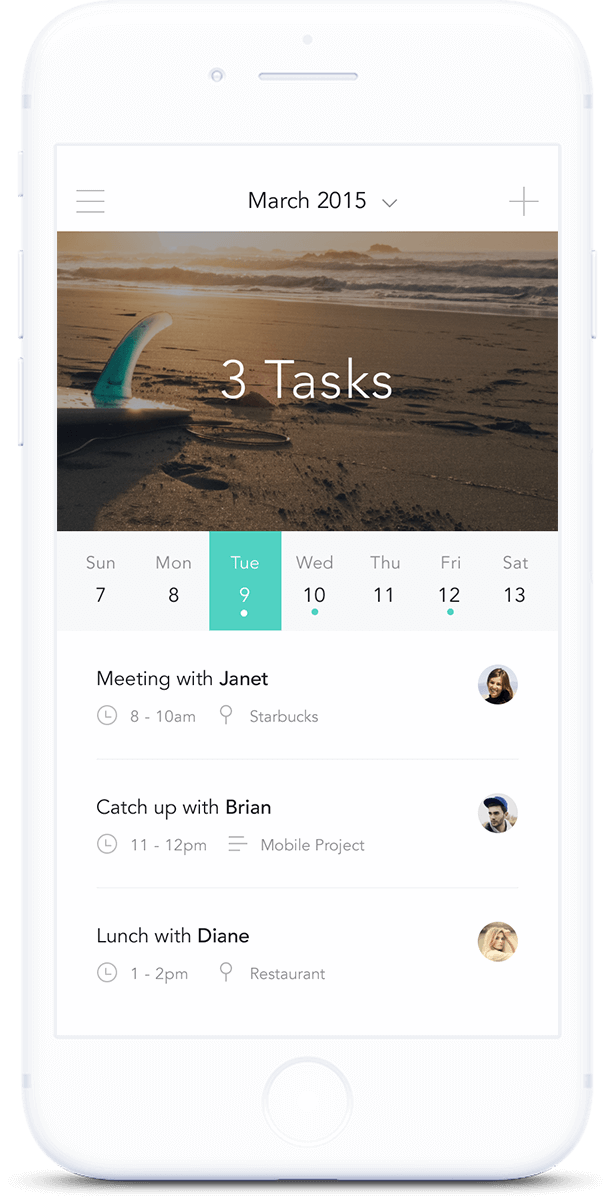 March 2015
3 Tasks
Sun Mon Tue Wed Thu Fri Sat
7 8 9 10 11 12 13
Meeting with Janet
8 - 10am Starbucks
Catch up with Brian
11 - 12pm Mobile Project
Lunch with Diane
1 - 2pm Restaurant